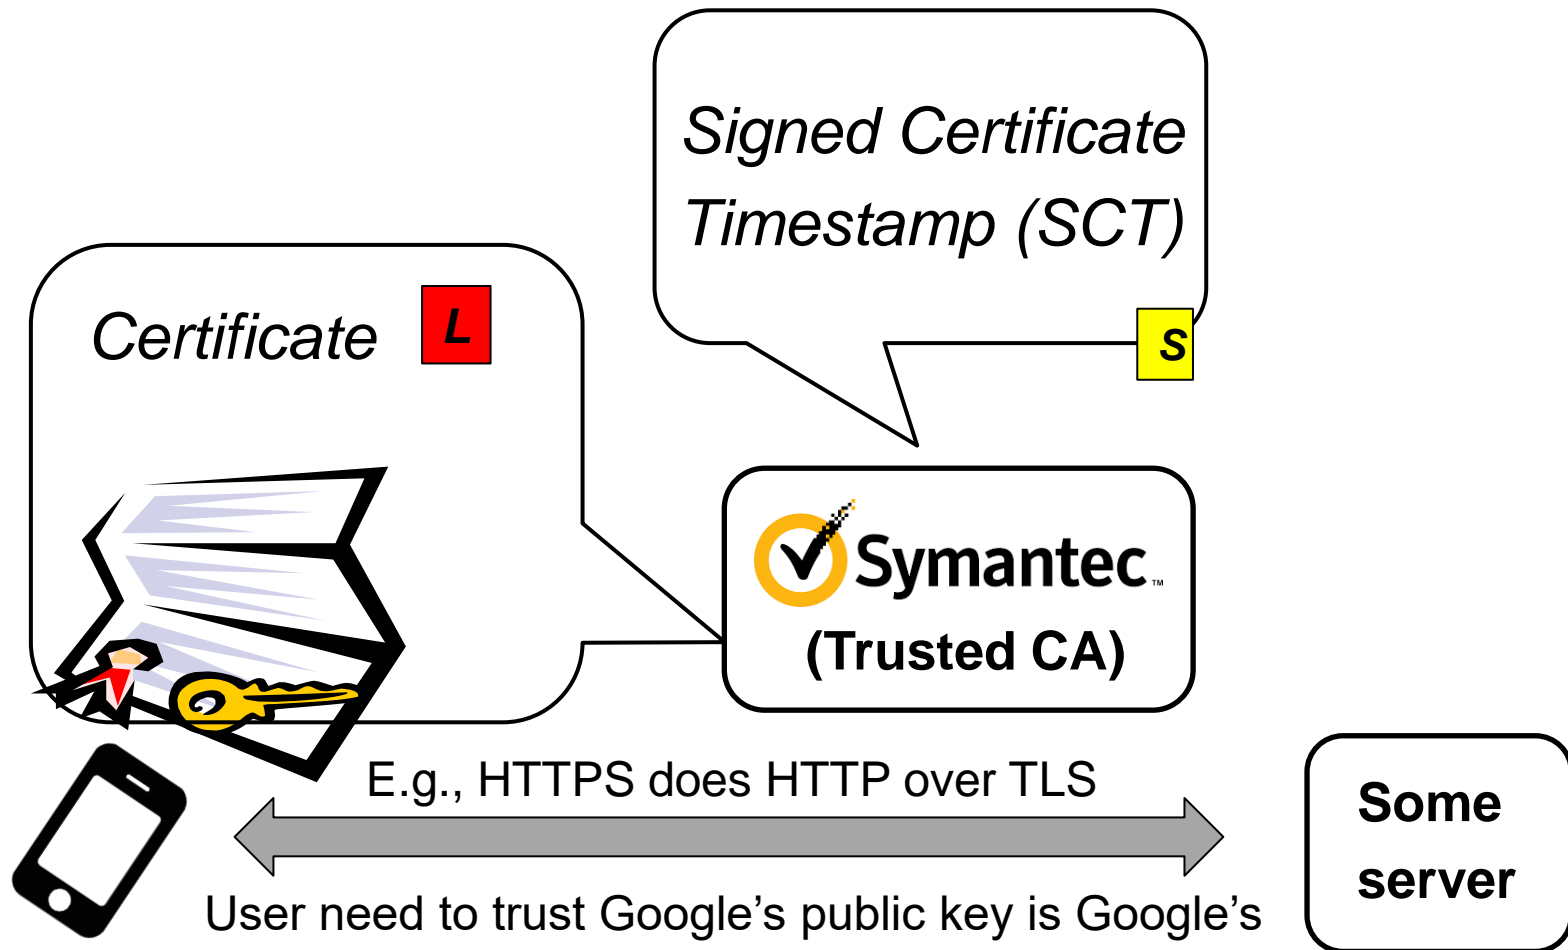 Signed Certificate
Timestamp (SCT)
S
Certificate
L
Symantec™
(Trusted CA)
E.g., HTTPS does HTTP over TLS
User need to trust Google’s public key is Google’s
Some
server